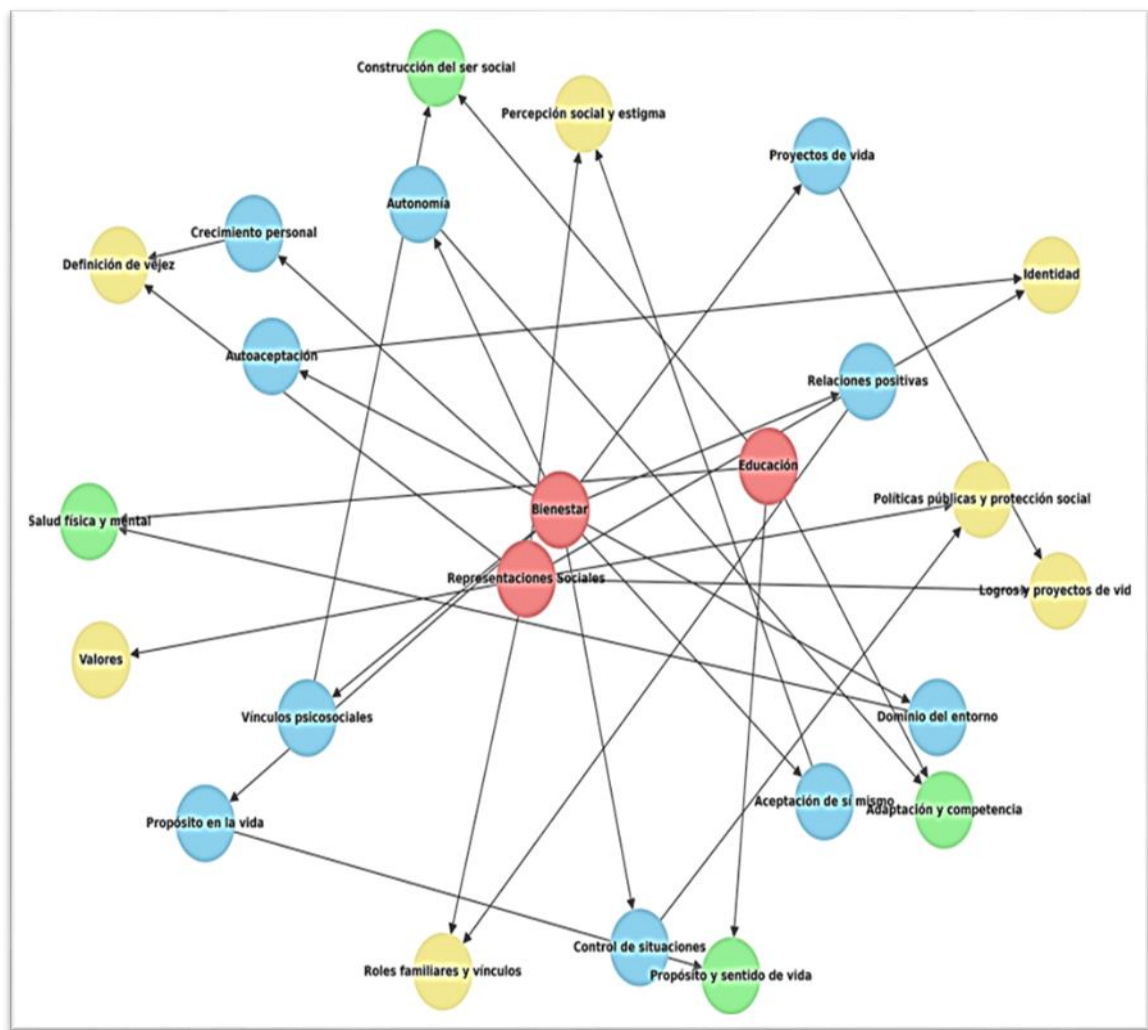 Construcción del ser social
Percepción social y estigma
Proyectos de vida
Autonomía
Crecimiento personal
Definición de vejez
Identidad
Autoaceptación
Relaciones positivas
Educación
Políticas públicas y protección social
Bienestar
Salud física y mental
Representaciones Sociales
Logros y proyectos de vid
Valores
Vínculos psicosociales
Dominio del entorno
Aceptación de sí mismo
Adaptación y competencia
Propósito en la vida
Control de situaciones
Roles familiares y vínculos
Propósito y sentido de vida